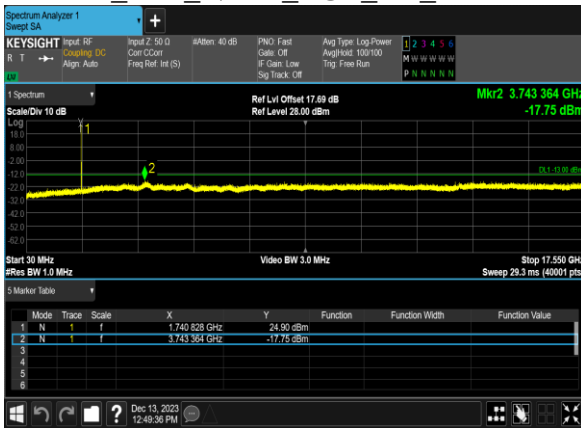 Spectrum Analyzer 1
Swept SA
KEYSIGHT Input: RF Input Z: 50 Ω #Atten: 40 dB PNO: Fast Avg Type: Log-Power 1 2 3 4 5 6
R T Coupling: DC Corr CCorr Gate: Off Avg|Hold: 100/100 M W W W W W
Align: Auto Freq Ref: Int (S) IF Gain: Low Trig: Free Run
LV Sig Track: Off P N N N N N
1 Spectrum Ref Lvl Offset 17.69 dB Mkr2 3.743 364 GHz
Scale/Div 10 dB Ref Level 28.00 dBm -17.75 dBm
Log
18.0 1
8.00
-2.00
-12.0 2 DL1 -13.00 dBm
-22.0
-32.0
-42.0
-52.0
-62.0
Start 30 MHz Video BW 3.0 MHz Stop 17.550 GHz
#Res BW 1.0 MHz Sweep 29.3 ms (40001 pts
5 Marker Table
Mode Trace Scale X Y Function Function Width Function Value
1 N 1 f 1.740 828 GHz 24.90 dBm
2 N 1 f 3.743 364 GHz -17.75 dBm
3
4
5
6
? Dec 13, 2023
12:49:36 PM